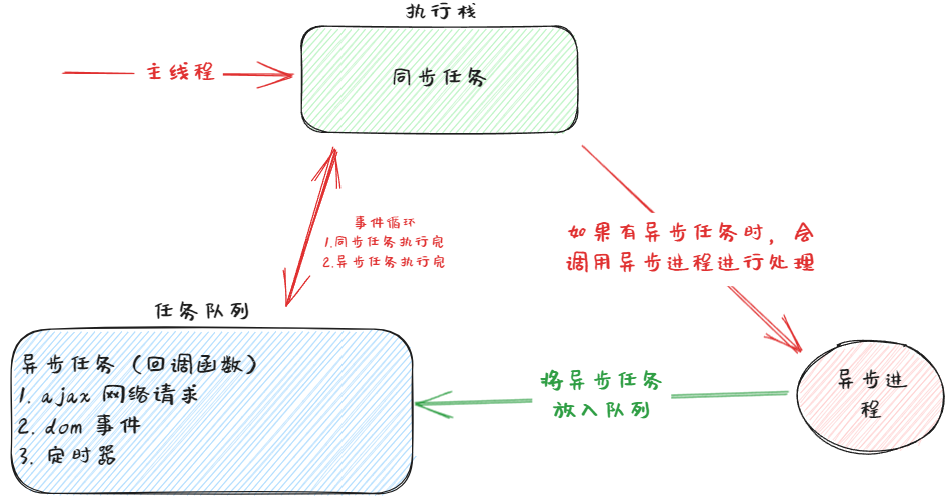 执行栈
主线程
同步任务
事件循环
1.同步任务执行完
2.异步任务执行完
如果有异步任务时，会
调用异步进程进行处理
任务队列
异步任务（回调函数）
1. ajax 网络请求
2. dom 事件
3. 定时器
将异步任务
放入队列
异步进
程